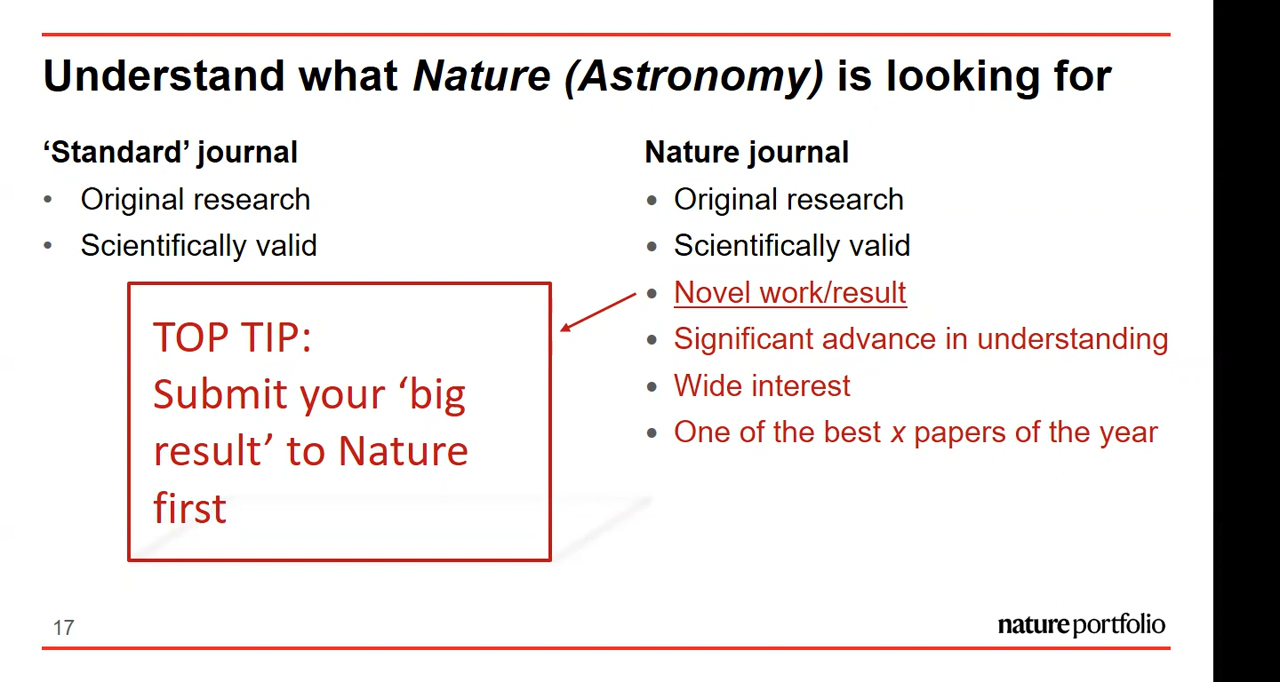 Understand what Nature (Astronomy) is looking for
‘Standard’ journal
• Original research
• Scientifically valid
TOP TIP:
Submit your ‘big
result’ to Nature
first
Nature journal
• Original research
• Scientifically valid
• Novel work/result
• Significant advance in understanding
• Wide interest
• One of the best x papers of the year
17
nature portfolio